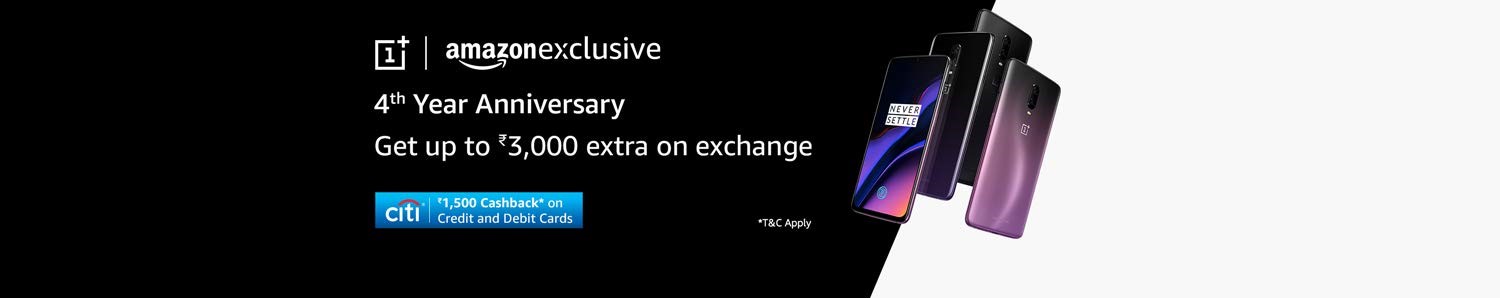 1+ | amazonexclusive
4th Year Anniversary
Get up to ₹3,000 extra on exchange
citi ₹1,500 Cashback* on
Credit and Debit Cards
*T&C Apply
NEVER
SETTLE